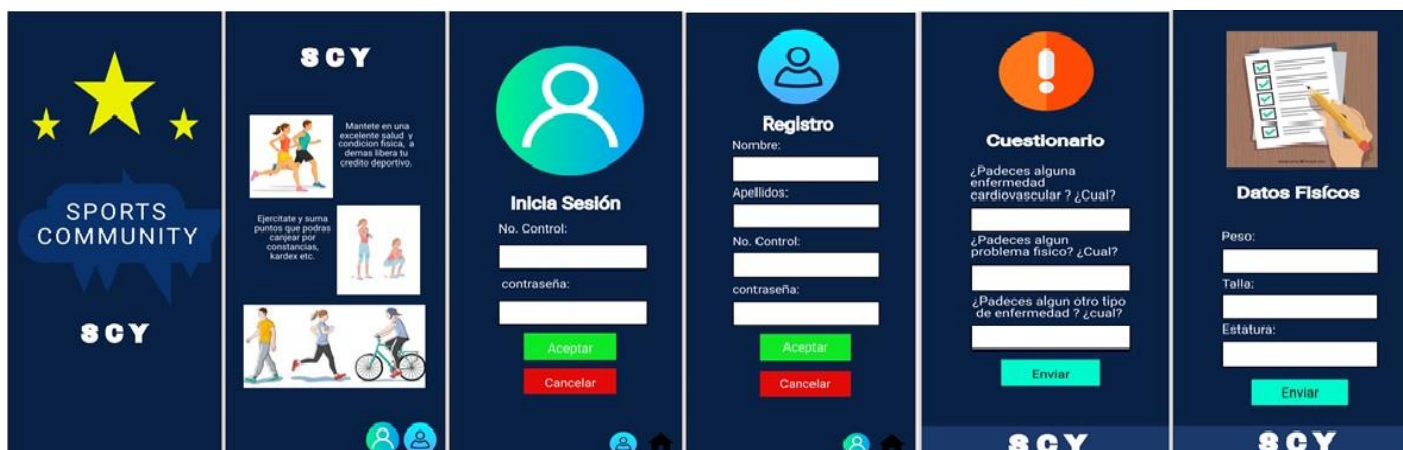 SPORTS
COMMUNITY
SCY
SCY
Mantete en una
excelente salud y
condicion fisica, a
demas libera tu
credito deportivo.
Ejercitate y suma
puntos que podras
canjear por
constancias,
kardex etc.
Inicia Sesión
No. Control:
contraseña:
Aceptar
Cancelar
Registro
Nombre:
Apellidos:
No. Control:
contraseña:
Aceptar
Cancelar
Cuestionario
¿Padeces alguna
enfermedad
cardiovascular ? ¿Cual?
¿Padeces algun
problema fisico? ¿Cual?
¿Padeces algun otro tipo
de enfermedad ? ¿cual?
Enviar
SCY
Datos Fisícos
Peso:
Talla:
Estatura:
Enviar
SCY